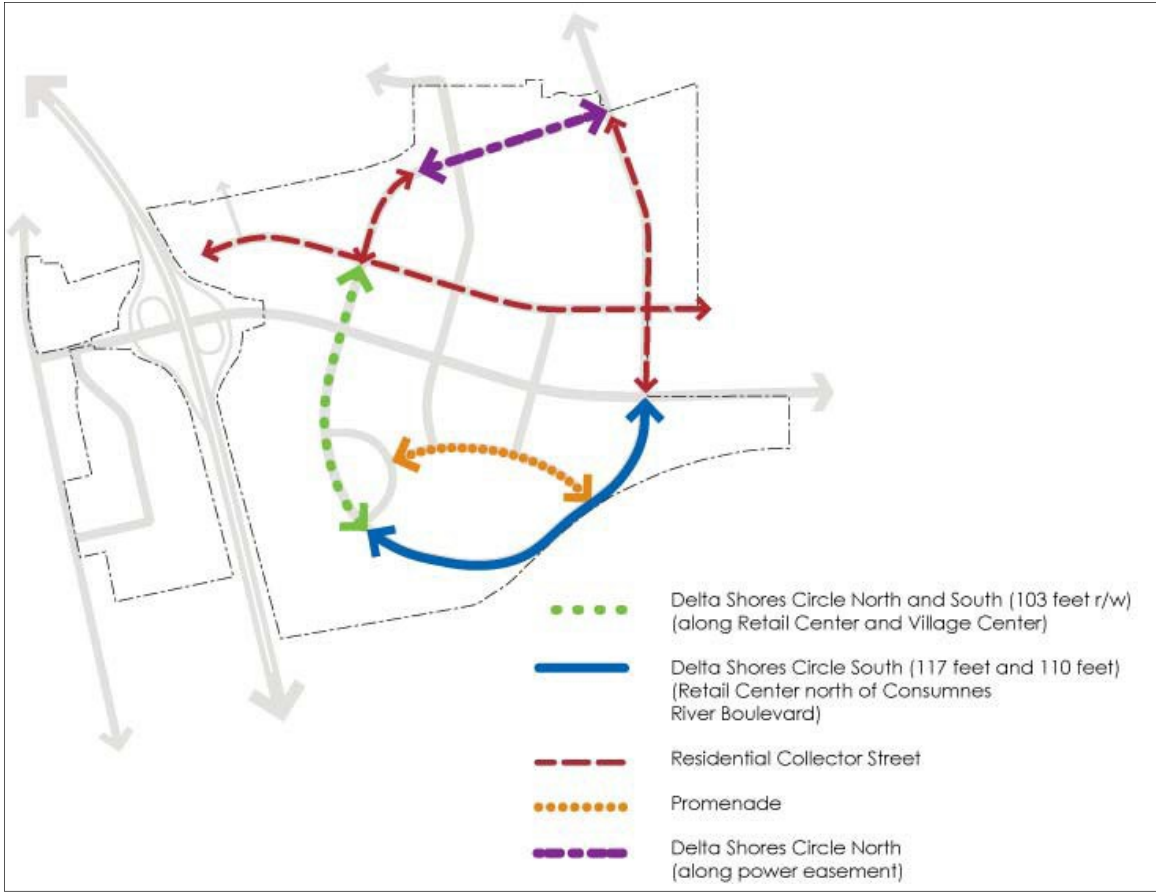 Delta Shores Circle North and South (103 feet r/w)
(along Retail Center and Village Center)
Delta Shores Circle South (117 feet and 110 feet)
(Retail Center north of Consumnes
River Boulevard)
Residential Collector Street
Promenade
Delta Shores Circle North
(along power easement)